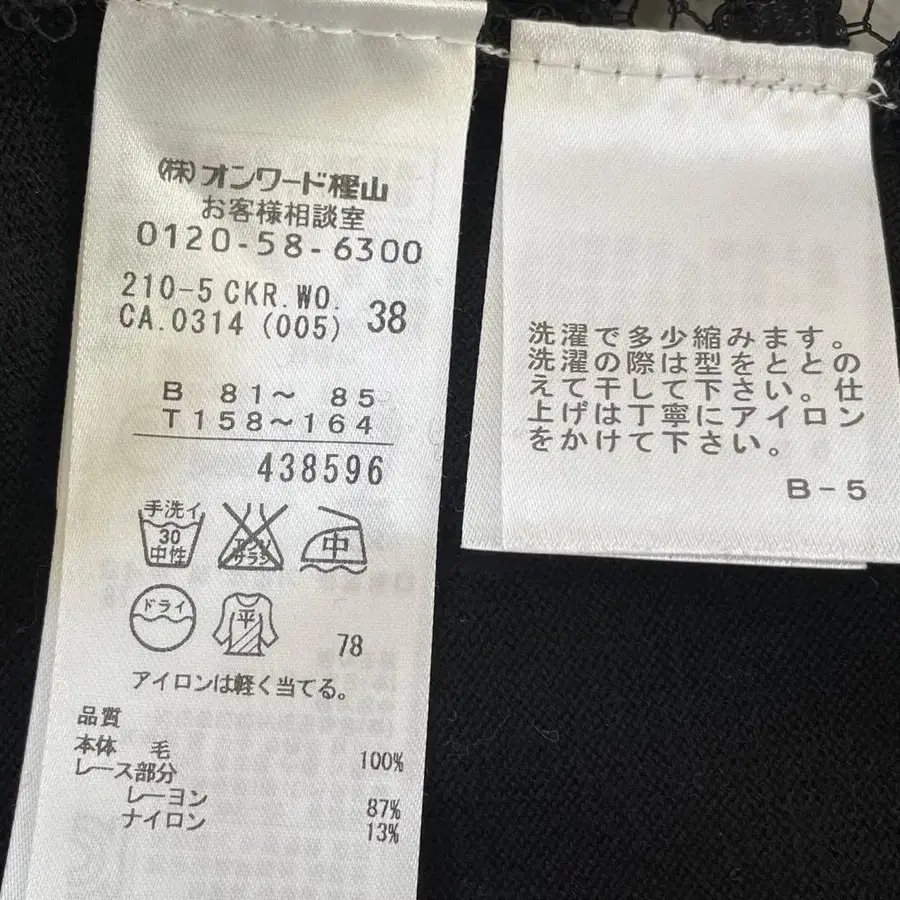 (株)オンワード樫山
お客様相談室
0120-58-6300
210-5 CKR.WO.
CA.0314 (005) 38
B 81〜 85
T158〜164
438596
手洗イ
30
中性
エンソ
サラシ
中
ドライ
平
78
アイロンは軽く当てる。
品質
本体 毛 100%
レース部分
レーヨン 87%
ナイロン 13%
洗濯で多少縮みます。
洗濯の際は型をととの
えて干して下さい。仕
上げは丁寧にアイロン
をかけて下さい。
B-5